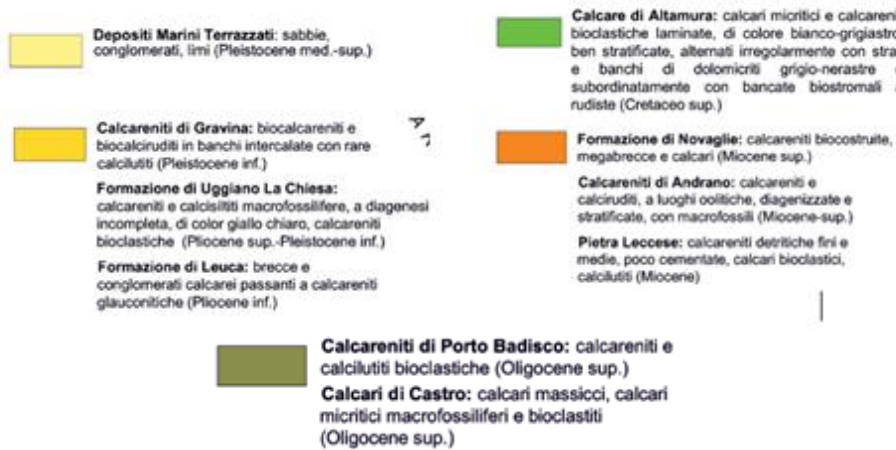 Depositi Marini Terrazzati: sabbie,
conglomerati, limi (Pleistocene med.-sup.)
Calcareniti di Gravina: biocalcareniti e
biocalciruditi in banchi intercalate con rare
calcilutiti (Pleistocene inf.)
Formazione di Uggiano La Chiesa:
calcareniti e calcisiltiti macrofossilifere, a diagenesi
incompleta, di color giallo chiaro, calcareniti
bioclastiche (Pliocene sup.-Pleistocene inf.)
Formazione di Leuca: brecce e
conglomerati calcarei passanti a calcareniti
glauconitiche (Pliocene inf.)
Calcare di Altamura: calcari micritici e calcareni
bioclastiche laminate, di colore bianco-grigiastro
ben stratificate, alternati irregolarmente con stra
e banchi di dolomicriti grigio-nerastre
subordinatamente con bancate biostromali
rudiste (Cretaceo sup.)
Formazione di Novaglie: calcareniti biocostruite,
megabrecce e calcari (Miocene sup.)
Calcareniti di Andrano: calcareniti e
calciruditi, a luoghi oolitiche, diagenizzate e
stratificate, con macrofossili (Miocene-sup.)
Pietra Leccese: calcareniti detritiche fini e
medie, poco cementate, calcari bioclastici,
calcilutiti (Miocene)
Calcareniti di Porto Badisco: calcareniti e
calcilutiti bioclastiche (Oligocene sup.)
Calcari di Castro: calcari massicci, calcari
micritici macrofossiliferi e bioclastiti
(Oligocene sup.)